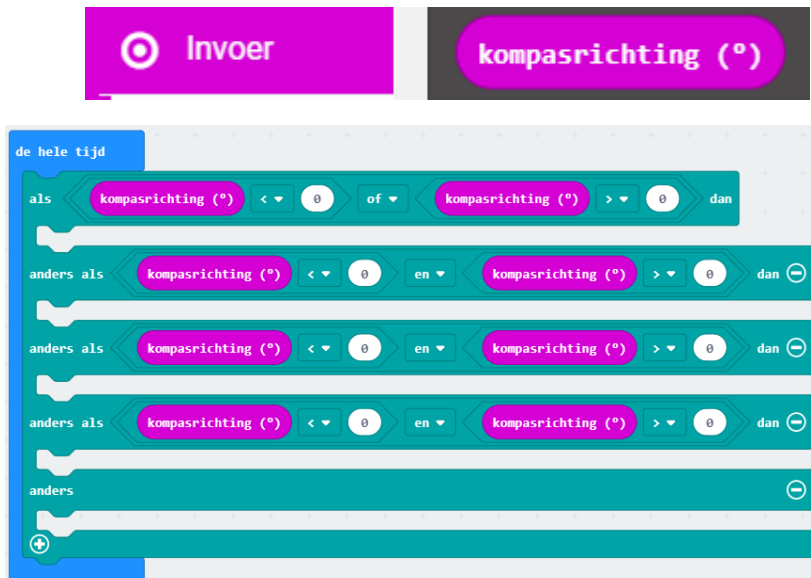 Invoer
kompasrichting (°)
de hele tijd
als kompasrichting (°) < 0 of kompasrichting (°) > 0 dan
anders als kompasrichting (°) < 0 en kompasrichting (°) > 0 dan
anders als kompasrichting (°) < 0 en kompasrichting (°) > 0 dan
anders als kompasrichting (°) < 0 en kompasrichting (°) > 0 dan
anders